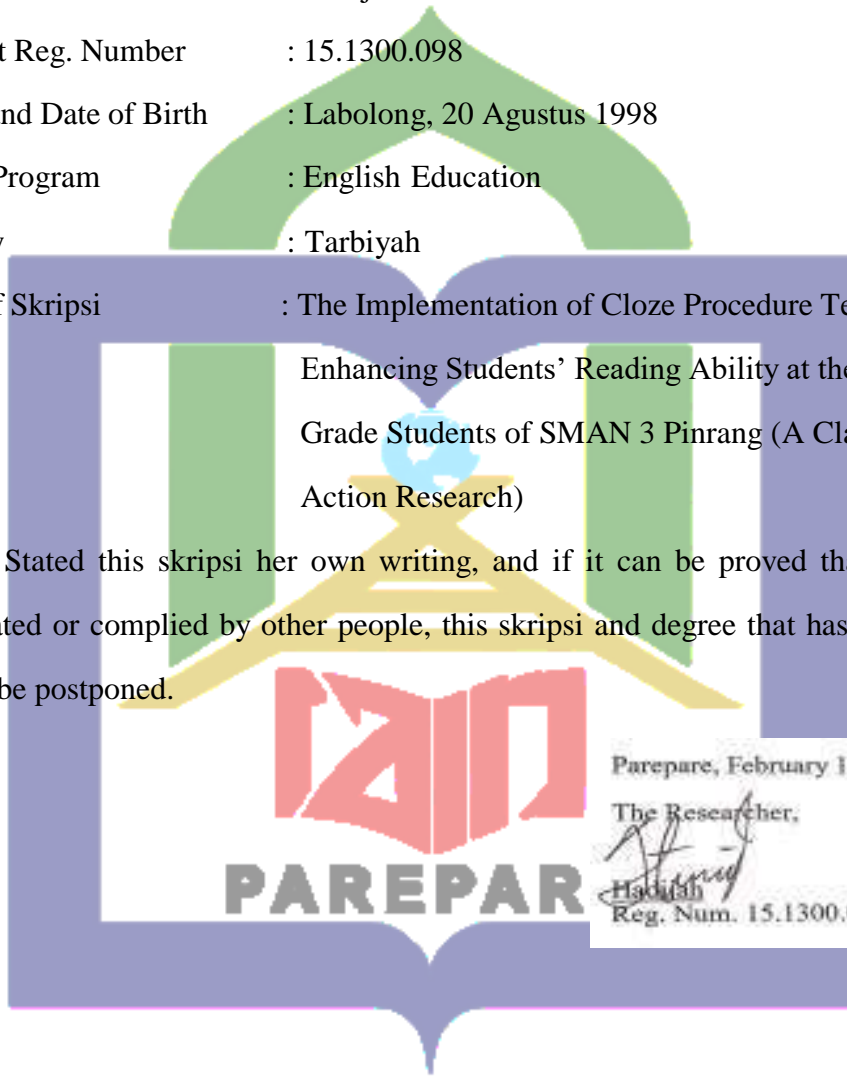 t Reg. Number : 15.1300.098
nd Date of Birth : Labolong, 20 Agustus 1998
Program : English Education
y : Tarbiyah
f Skripsi : The Implementation of Cloze Procedure Te
Enhancing Students’ Reading Ability at the
Grade Students of SMAN 3 Pinrang (A Cla
Action Research)
Stated this skripsi her own writing, and if it can be proved tha
ated or complied by other people, this skripsi and degree that has
be postponed.
Parepare, February 1
The Researcher,
Hadijah
Reg. Num. 15.1300.
iain
PAREPAR